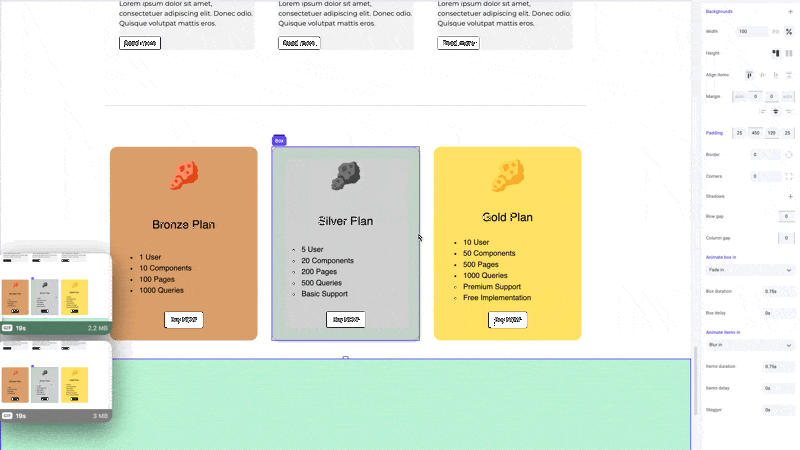 Lorem ipsum dolor sit amet,
consectetuer adipiscing elit. Donec odio.
Quisque volutpat mattis eros.
Read more
Lorem ipsum dolor sit amet,
consectetuer adipiscing elit. Donec odio.
Quisque volutpat mattis eros.
Read more
Lorem ipsum dolor sit amet,
consectetuer adipiscing elit. Donec odio.
Quisque volutpat mattis eros.
Read more
Box
Bronze Plan
1 User
10 Components
100 Pages
1000 Queries
Buy NOW!
Silver Plan
5 User
20 Components
200 Pages
500 Queries
Basic Support
Buy NOW!
Gold Plan
10 User
50 Components
500 Pages
1000 Queries
Premium Support
Free Implementation
Buy NOW!
GIF 19s 2.2 MB
GIF 19s 3 MB
Backgrounds +
Width 100 %
Height
Align items
Margin auto 0 0 auto
Padding 25 450 120 25
Border 0
Corners 0
Shadows +
Row gap 0
Column gap 0
Animate box in
Fade in
Box duration 0.75s
Box delay 0s
Animate items in
Blur in
Items duration 0.75s
Items delay 0s
Stagger 0s